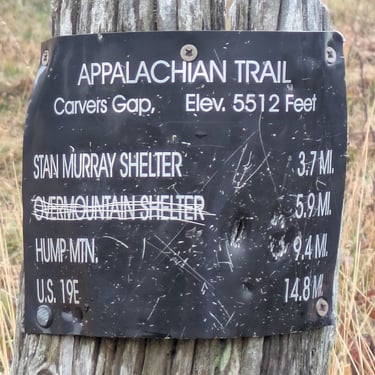 APPALACHIAN TRAIL
Carvers Gap, Elev. 5512 Feet
STAN MURRAY SHELTER 3.7 MI.
OVERMOUNTAIN SHELTER 5.9 MI.
HUMP MTN. 9.4 MI.
U.S. 19E 14.8 MI.